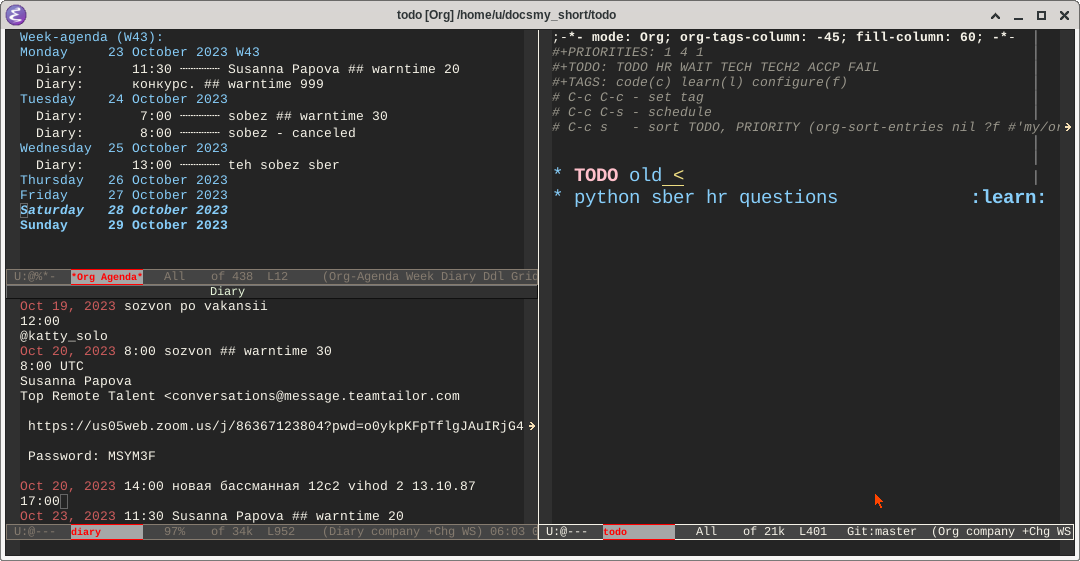 todo [Org] /home/u/docsmy_short/todo
Week-agenda (W43):
Monday 23 October 2023 W43
Diary: 11:30 ┄┄┄┄┄ Susanna Papova ## warntime 20
Diary: конкурс. ## warntime 999
Tuesday 24 October 2023
Diary: 7:00 ┄┄┄┄┄ sobez ## warntime 30
Diary: 8:00 ┄┄┄┄┄ sobez - canceled
Wednesday 25 October 2023
Diary: 13:00 ┄┄┄┄┄ teh sobez sber
Thursday 26 October 2023
Friday 27 October 2023
Saturday 28 October 2023
Sunday 29 October 2023
U:@%*- *Org Agenda* All of 438 L12 (Org-Agenda Week Diary Ddl Grid
Diary
Oct 19, 2023 sozvon po vakansii
12:00
@katty_solo
Oct 20, 2023 8:00 sozvon ## warntime 30
8:00 UTC
Susanna Papova
Top Remote Talent <conversations@message.teamtailor.com
https://us05web.zoom.us/j/86367123804?pwd=o0ykpKFpTflgJAuIRjG4
Password: MSYM3F
Oct 20, 2023 14:00 новая бассманная 12с2 vihod 2 13.10.87
17:00
Oct 23, 2023 11:30 Susanna Papova ## warntime 20
U:@--- diary 97% of 34k L952 (Diary company +Chg WS) 06:03
;-*- mode: Org; org-tags-column: -45; fill-column: 60; -*-
#+PRIORITIES: 1 4 1
#+TODO: TODO HR WAIT TECH TECH2 ACCP FAIL
#+TAGS: code(c) learn(l) configure(f)
# C-c C-c - set tag
# C-c C-s - schedule
# C-c s - sort TODO, PRIORITY (org-sort-entries nil ?f #'my/or
* TODO old <
* python sber hr questions :learn:
U:@--- todo All of 21k L401 Git:master (Org company +Chg WS